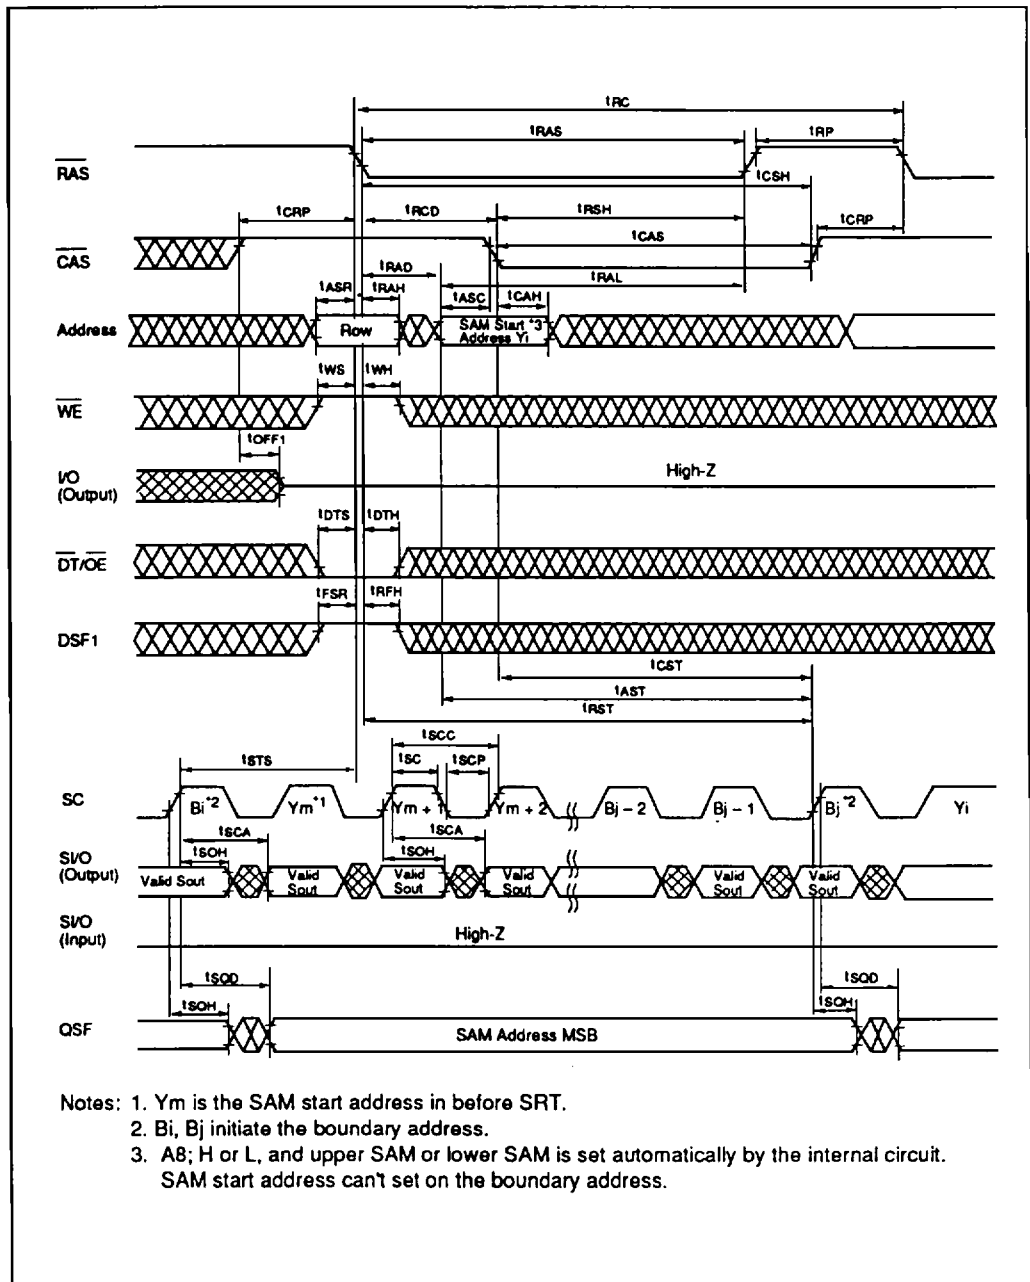 tRC
tRAS tRP
RAS
tCSH
tCRP tRCD tRSH tCRP
CAS tCAS
tRAD tRAL
tASR tRAH tASC tCAH
Address Row SAM Start *3
Address Yi
tWS tWH
WE
tOFF1
I/O
(Output) High-Z
tDTS tDTH
DT/OE
tFSR tRFH
DSF1
tCST
tAST
tRST
tSCC
tSTS tSC tSCP
SC Bi*2 Ym*1 Ym + 1 Ym + 2 Bj - 2 Bj - 1 Bj*2 Yi
tSCA tSCA
tSOH tSOH
SI/O
(Output) Valid Sout Valid Sout Valid Sout Valid Sout Valid Sout Valid Sout
SI/O
(Input) High-Z
tSQD tSQD
tSOH tSOH
QSF SAM Address MSB
Notes: 1. Ym is the SAM start address in before SRT.
2. Bi, Bj initiate the boundary address.
3. A8; H or L, and upper SAM or lower SAM is set automatically by the internal circuit.
SAM start address can't set on the boundary address.